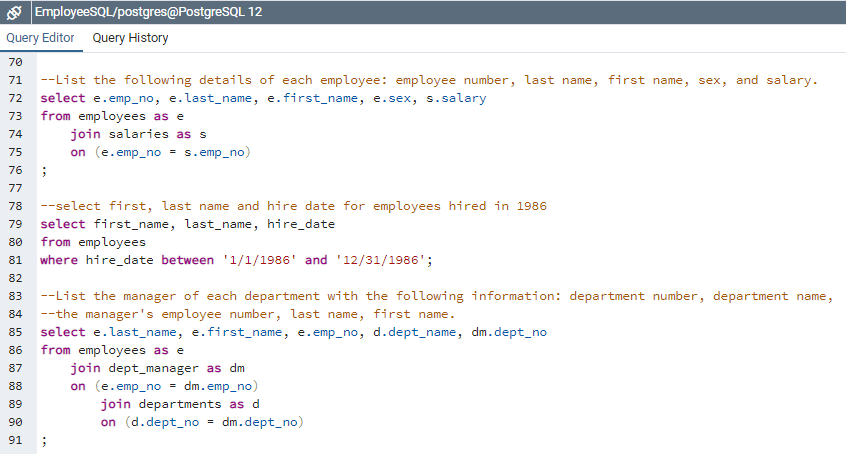 EmployeeSQL/postgres@PostgreSQL 12
Query Editor Query History
70
71 --List the following details of each employee: employee number, last name, first name, sex, and salary.
72 select e.emp_no, e.last_name, e.first_name, e.sex, s.salary
73 from employees as e
74     join salaries as s
75     on (e.emp_no = s.emp_no)
76 ;
77
78 --select first, last name and hire date for employees hired in 1986
79 select first_name, last_name, hire_date
80 from employees
81 where hire_date between '1/1/1986' and '12/31/1986';
82
83 --List the manager of each department with the following information: department number, department name,
84 --the manager's employee number, last name, first name.
85 select e.last_name, e.first_name, e.emp_no, d.dept_name, dm.dept_no
86 from employees as e
87     join dept_manager as dm
88     on (e.emp_no = dm.emp_no)
89         join departments as d
90         on (d.dept_no = dm.dept_no)
91 ;